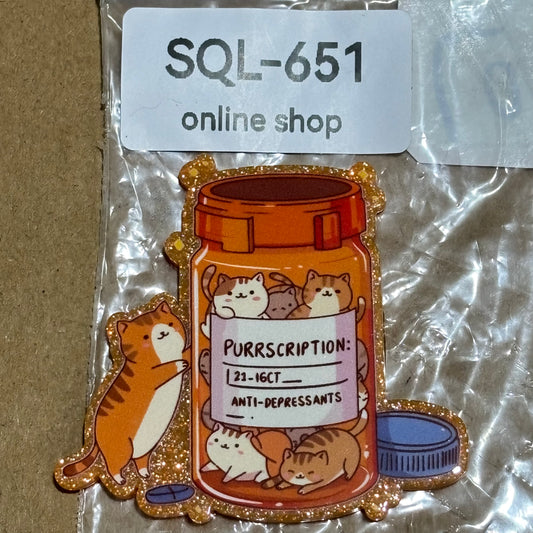 SQL-651
online shop
PURRSCRIPTION:
21-16CT
ANTI-DEPRESSANTS